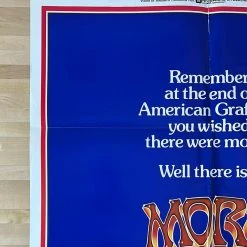 Remember
at the end o
American Graf
you wished
there were mo
Well there is
MOR